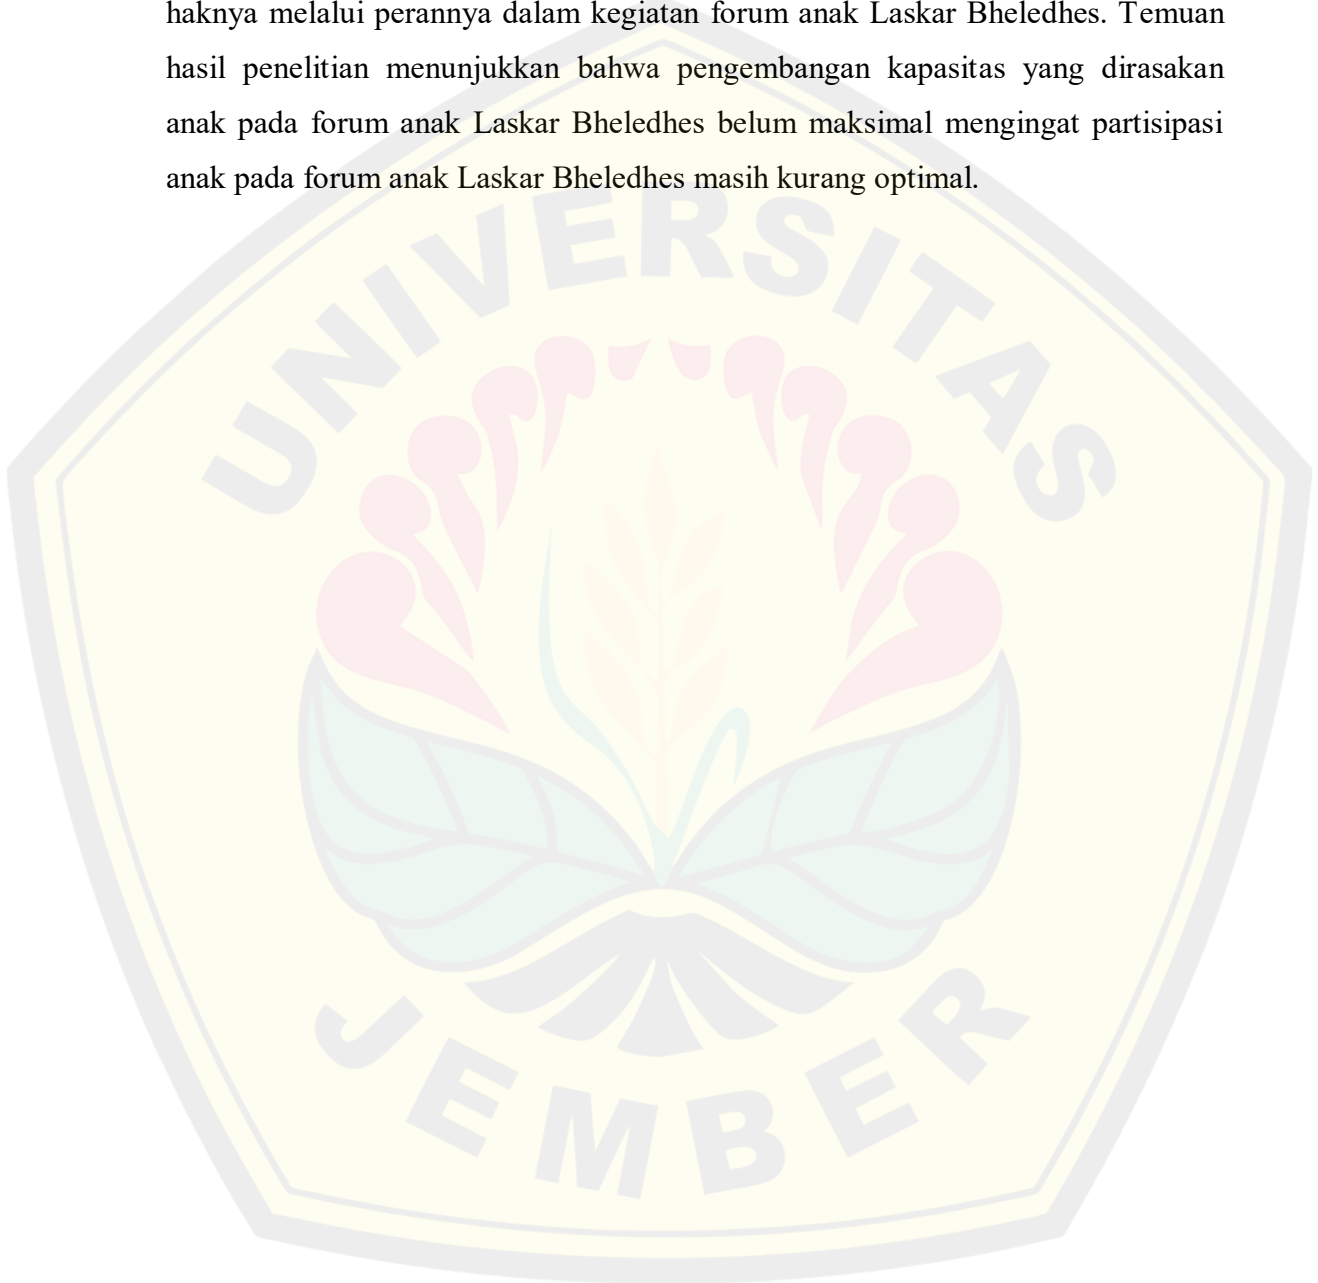 haknya melalui perannya dalam kegiatan forum anak Laskar Bheledhes. Temuan
hasil penelitian menunjukkan bahwa pengembangan kapasitas yang dirasakan
anak pada forum anak Laskar Bheledhes belum maksimal mengingat partisipasi
anak pada forum anak Laskar Bheledhes masih kurang optimal.
UNIVERSITAS
JEMBER